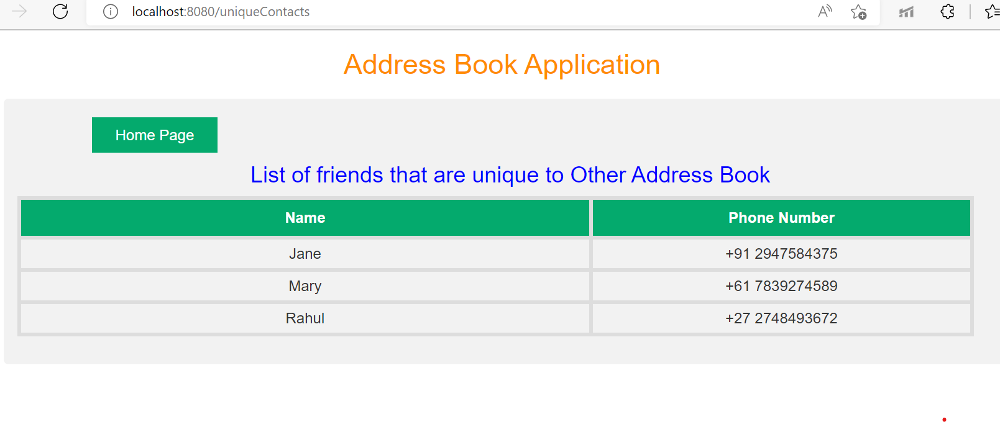 localhost:8080/uniqueContacts
Address Book Application
Home Page
List of friends that are unique to Other Address Book
Name Phone Number
Jane +91 2947584375
Mary +61 7839274589
Rahul +27 2748493672